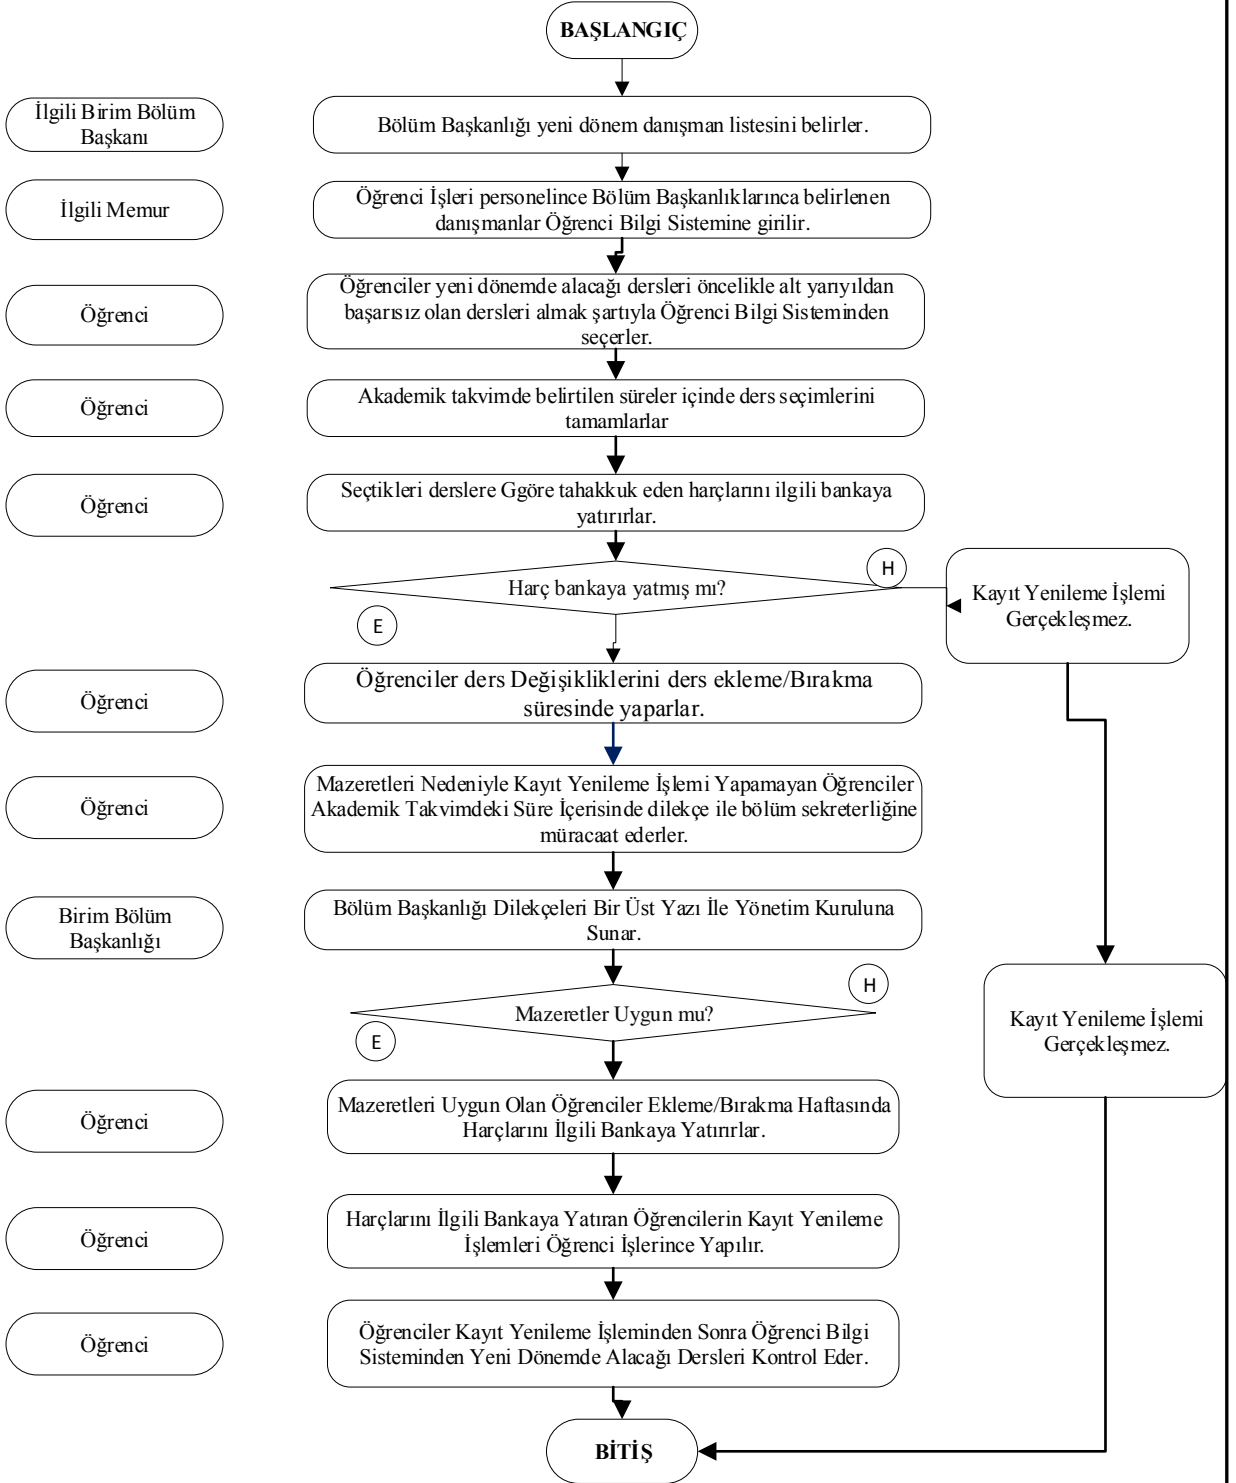 BAŞLANGIÇ
İlgili Birim Bölüm
Başkanı
Bölüm Başkanlığı yeni dönem danışman listesini belirler.
İlgili Memur
Öğrenci İşleri personelince Bölüm Başkanlıklarınca belirlenen
danışmanlar Öğrenci Bilgi Sistemine girilir.
Öğrenci
Öğrenciler yeni dönemde alacağı dersleri öncelikle alt yarıyıldan
başarısız olan dersleri almak şartıyla Öğrenci Bilgi Sisteminden
seçerler.
Öğrenci
Akademik takvimde belirtilen süreler içinde ders seçimlerini
tamamlarlar
Öğrenci
Seçtikleri derslere Ggöre tahakkuk eden harçlarını ilgili bankaya
yatırırlar.
Harç bankaya yatmış mı?
H
E
Kayıt Yenileme İşlemi
Gerçekleşmez.
Öğrenci
Öğrenciler ders Değişikliklerini ders ekleme/Bırakma
süresinde yaparlar.
Öğrenci
Mazeretleri Nedeniyle Kayıt Yenileme İşlemi Yapamayan Öğrenciler
Akademik Takvimdeki Süre İçerisinde dilekçe ile bölüm sekreterliğine
müracaat ederler.
Birim Bölüm
Başkanlığı
Bölüm Başkanlığı Dilekçeleri Bir Üst Yazı İle Yönetim Kuruluna
Sunar.
Mazeretler Uygun mu?
H
E
Kayıt Yenileme İşlemi
Gerçekleşmez.
Öğrenci
Mazeretleri Uygun Olan Öğrenciler Ekleme/Bırakma Haftasında
Harçlarını İlgili Bankaya Yatırırlar.
Öğrenci
Harçlarını İlgili Bankaya Yatıran Öğrencilerin Kayıt Yenileme
İşlemleri Öğrenci İşlerince Yapılır.
Öğrenci
Öğrenciler Kayıt Yenileme İşleminden Sonra Öğrenci Bilgi
Sisteminden Yeni Dönemde Alacağı Dersleri Kontrol Eder.
BİTİŞ